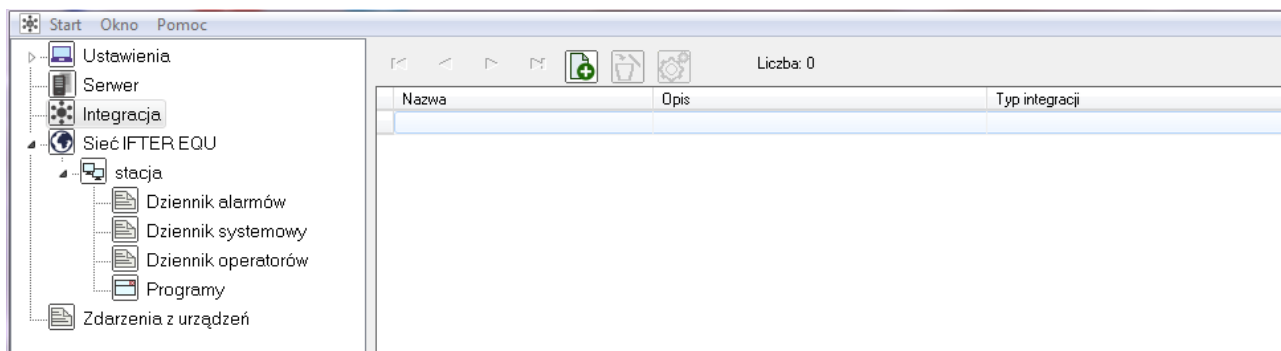 Start Okno Pomoc
Ustawienia
Serwer
Integracja
Sieć IFTER EQU
stacja
Dziennik alarmów
Dziennik systemowy
Dziennik operatorów
Programy
Zdarzenia z urządzeń
Liczba: 0
Nazwa Opis Typ integracji